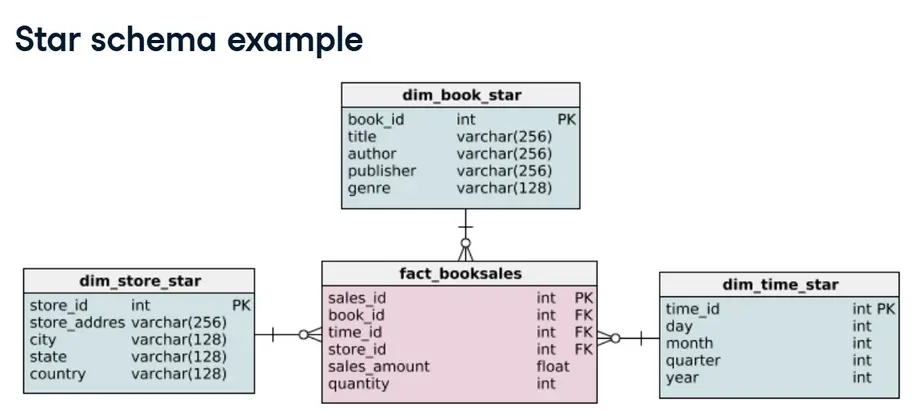 Star schema example
dim_book_star
book_id int PK
title varchar(256)
author varchar(256)
publisher varchar(256)
genre varchar(128)
dim_store_star
store_id int PK
store_addres varchar(256)
city varchar(128)
state varchar(128)
country varchar(128)
fact_booksales
sales_id int PK
book_id int FK
time_id int FK
store_id int FK
sales_amount float
quantity int
dim_time_star
time_id int PK
day int
month int
quarter int
year int